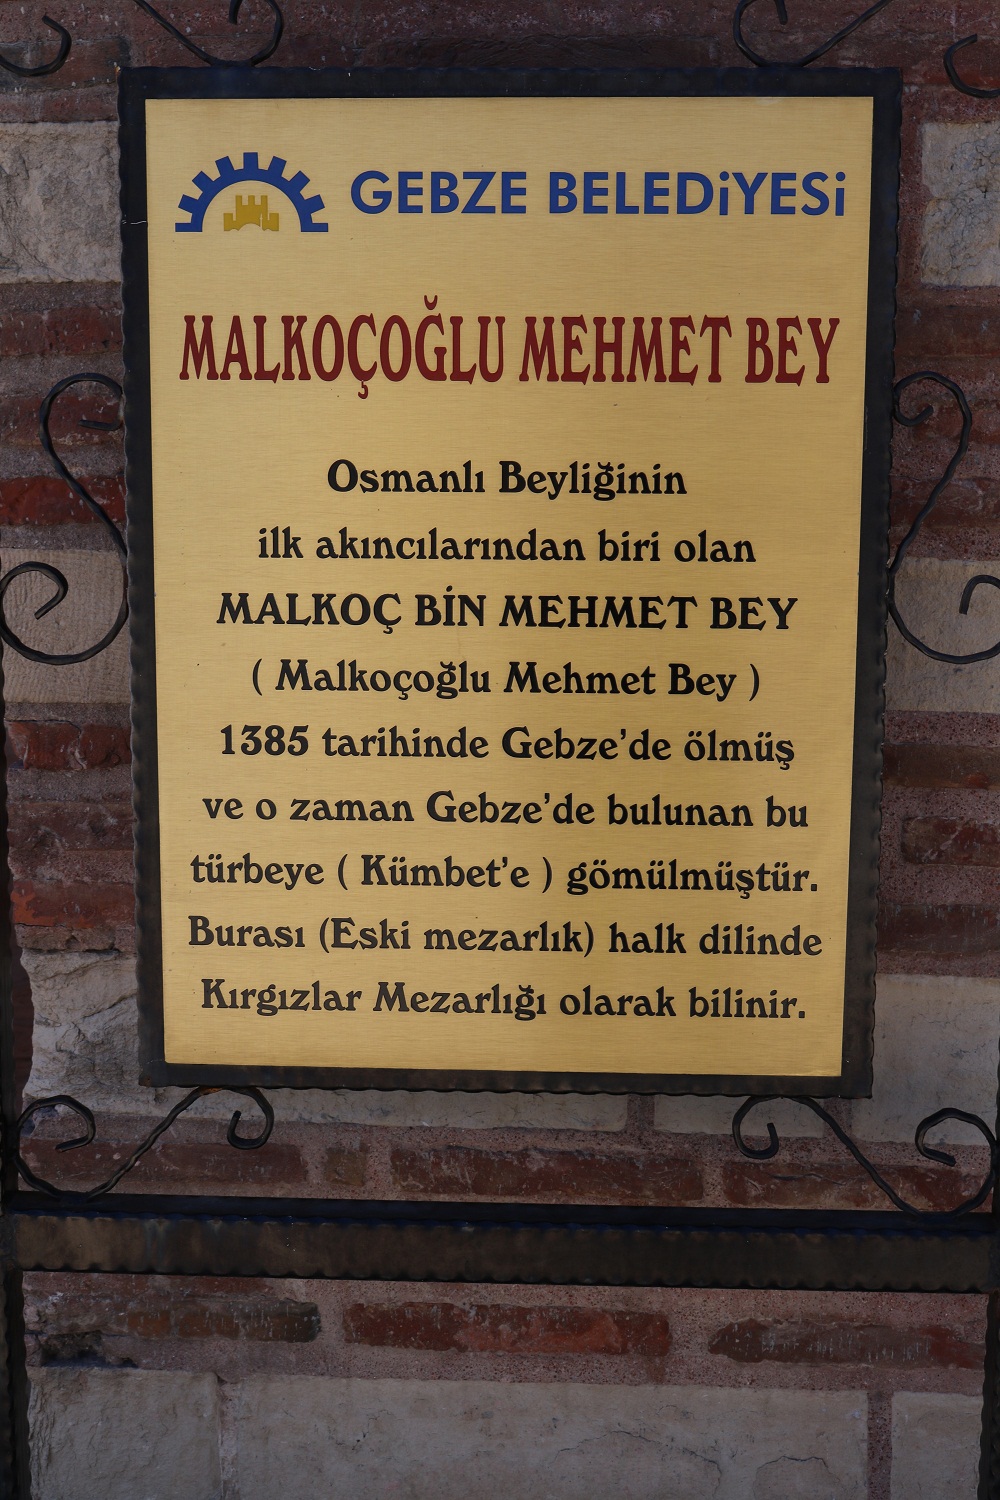 GEBZE BELEDiYESi
MALKOÇOĞLU MEHMET BEY
Osmanlı Beyliğinin
ilk akıncılarından biri olan
MALKOÇ BİN MEHMET BEY
( Malkoçoğlu Mehmet Bey )
1385 tarihinde Gebze'de ölmüş
ve o zaman Gebze'de bulunan bu
türbeye ( Kümbet'e ) gömülmüştür.
Burası (Eski mezarlık) halk dilinde
Kırgızlar Mezarlığı olarak bilinir.